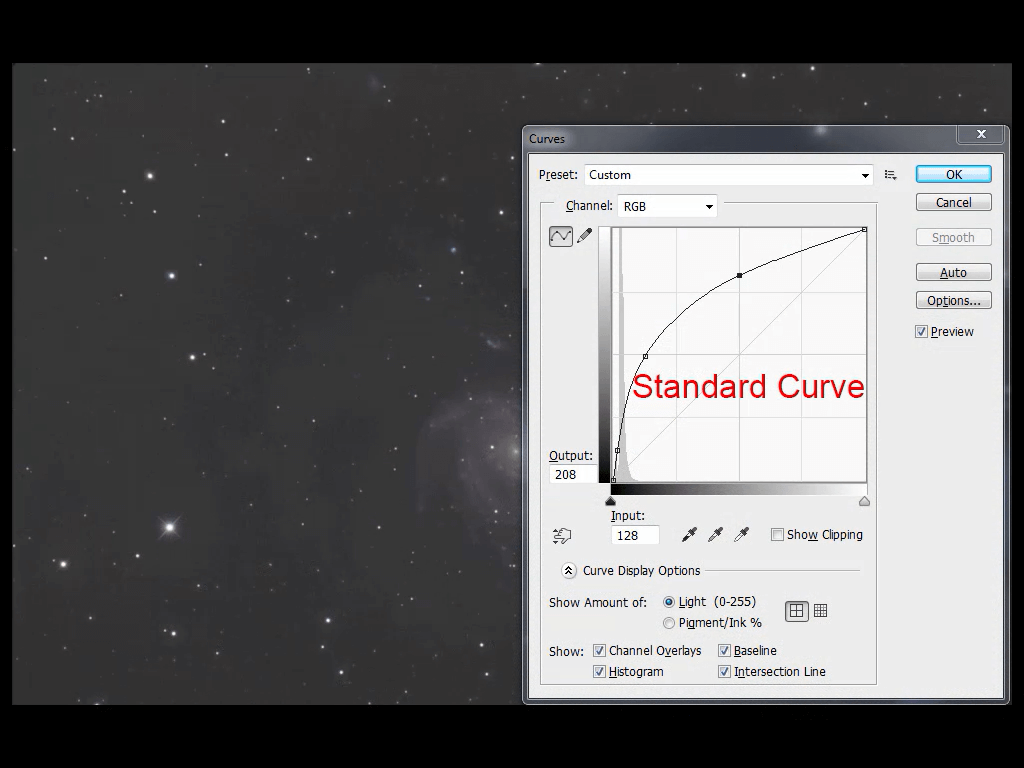 Curves
x
Preset: Custom
OK
Channel: RGB
Cancel
Smooth
Auto
Options...
Preview
Standard Curve
Output:
208
Input:
128
Show Clipping
Curve Display Options
Show Amount of: Light (0-255)
Pigment/Ink %
Show: Channel Overlays Baseline
Histogram Intersection Line